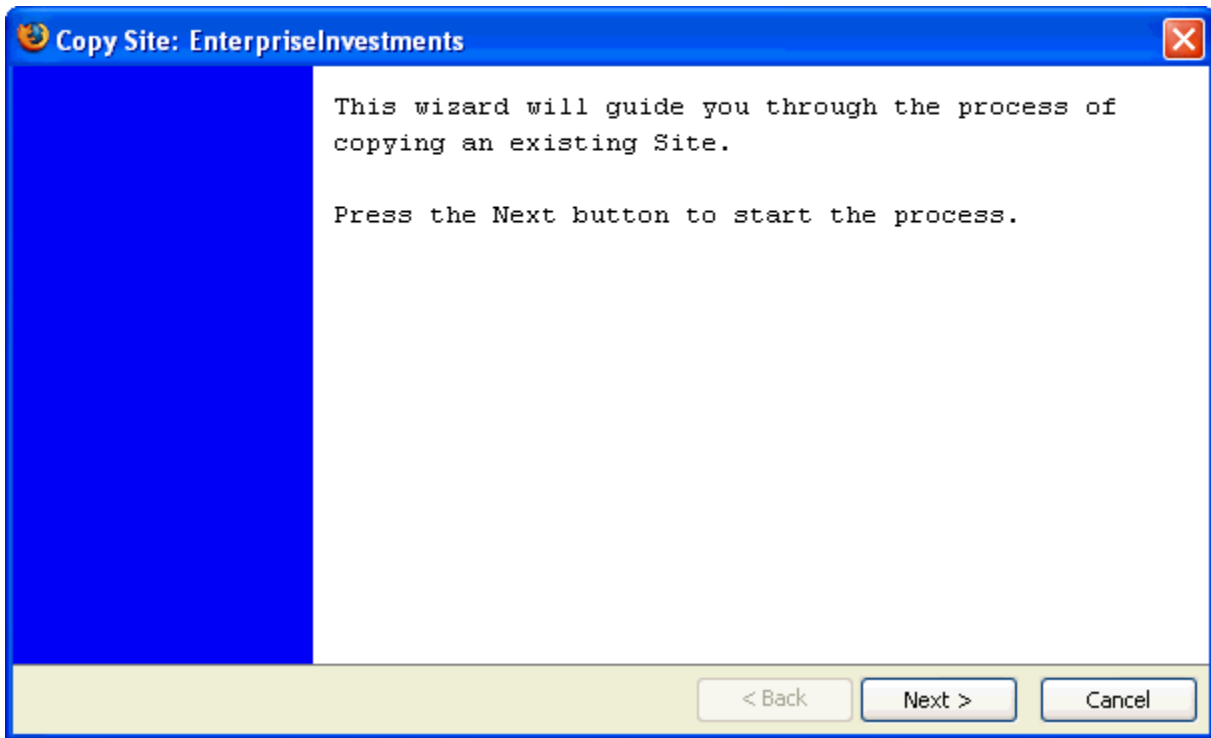 Copy Site: EnterpriseInvestments
This wizard will guide you through the process of
copying an existing Site.
Press the Next button to start the process.
< Back
Next >
Cancel